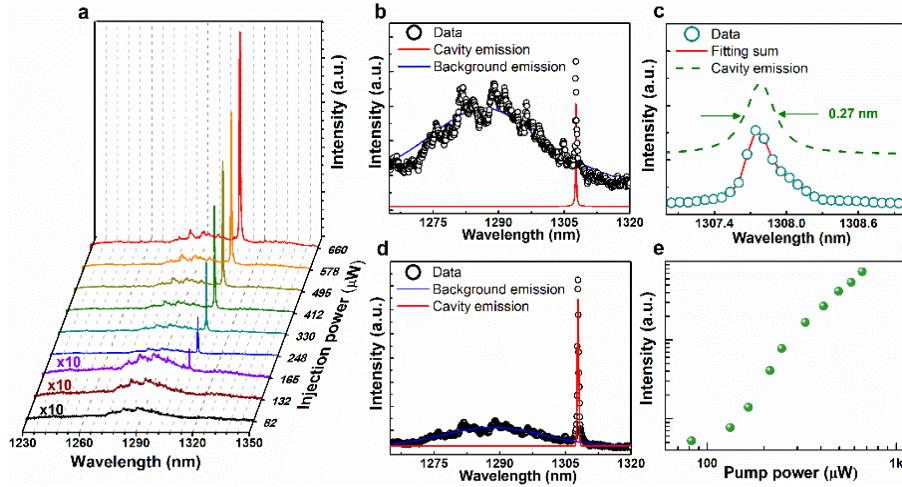 a
Intensity (a.u.)
660
578
495
412
330
248
165
132
82
Injection power (μW)
x10
x10
1230
1260
1290
1320
1350
Wavelength (nm)
b
Data
Cavity emission
Background emission
Intensity (a.u.)
1275
1290
1305
1320
Wavelength (nm)
c
Data
Fitting sum
Cavity emission
0.27 nm
Intensity (a.u.)
1307.4
1308.0
1308.6
Wavelength (nm)
d
Data
Background emission
Cavity emission
Intensity (a.u.)
1275
1290
1305
1320
Wavelength (nm)
e
Intensity (a.u.)
100
1k
Pump power (μW)